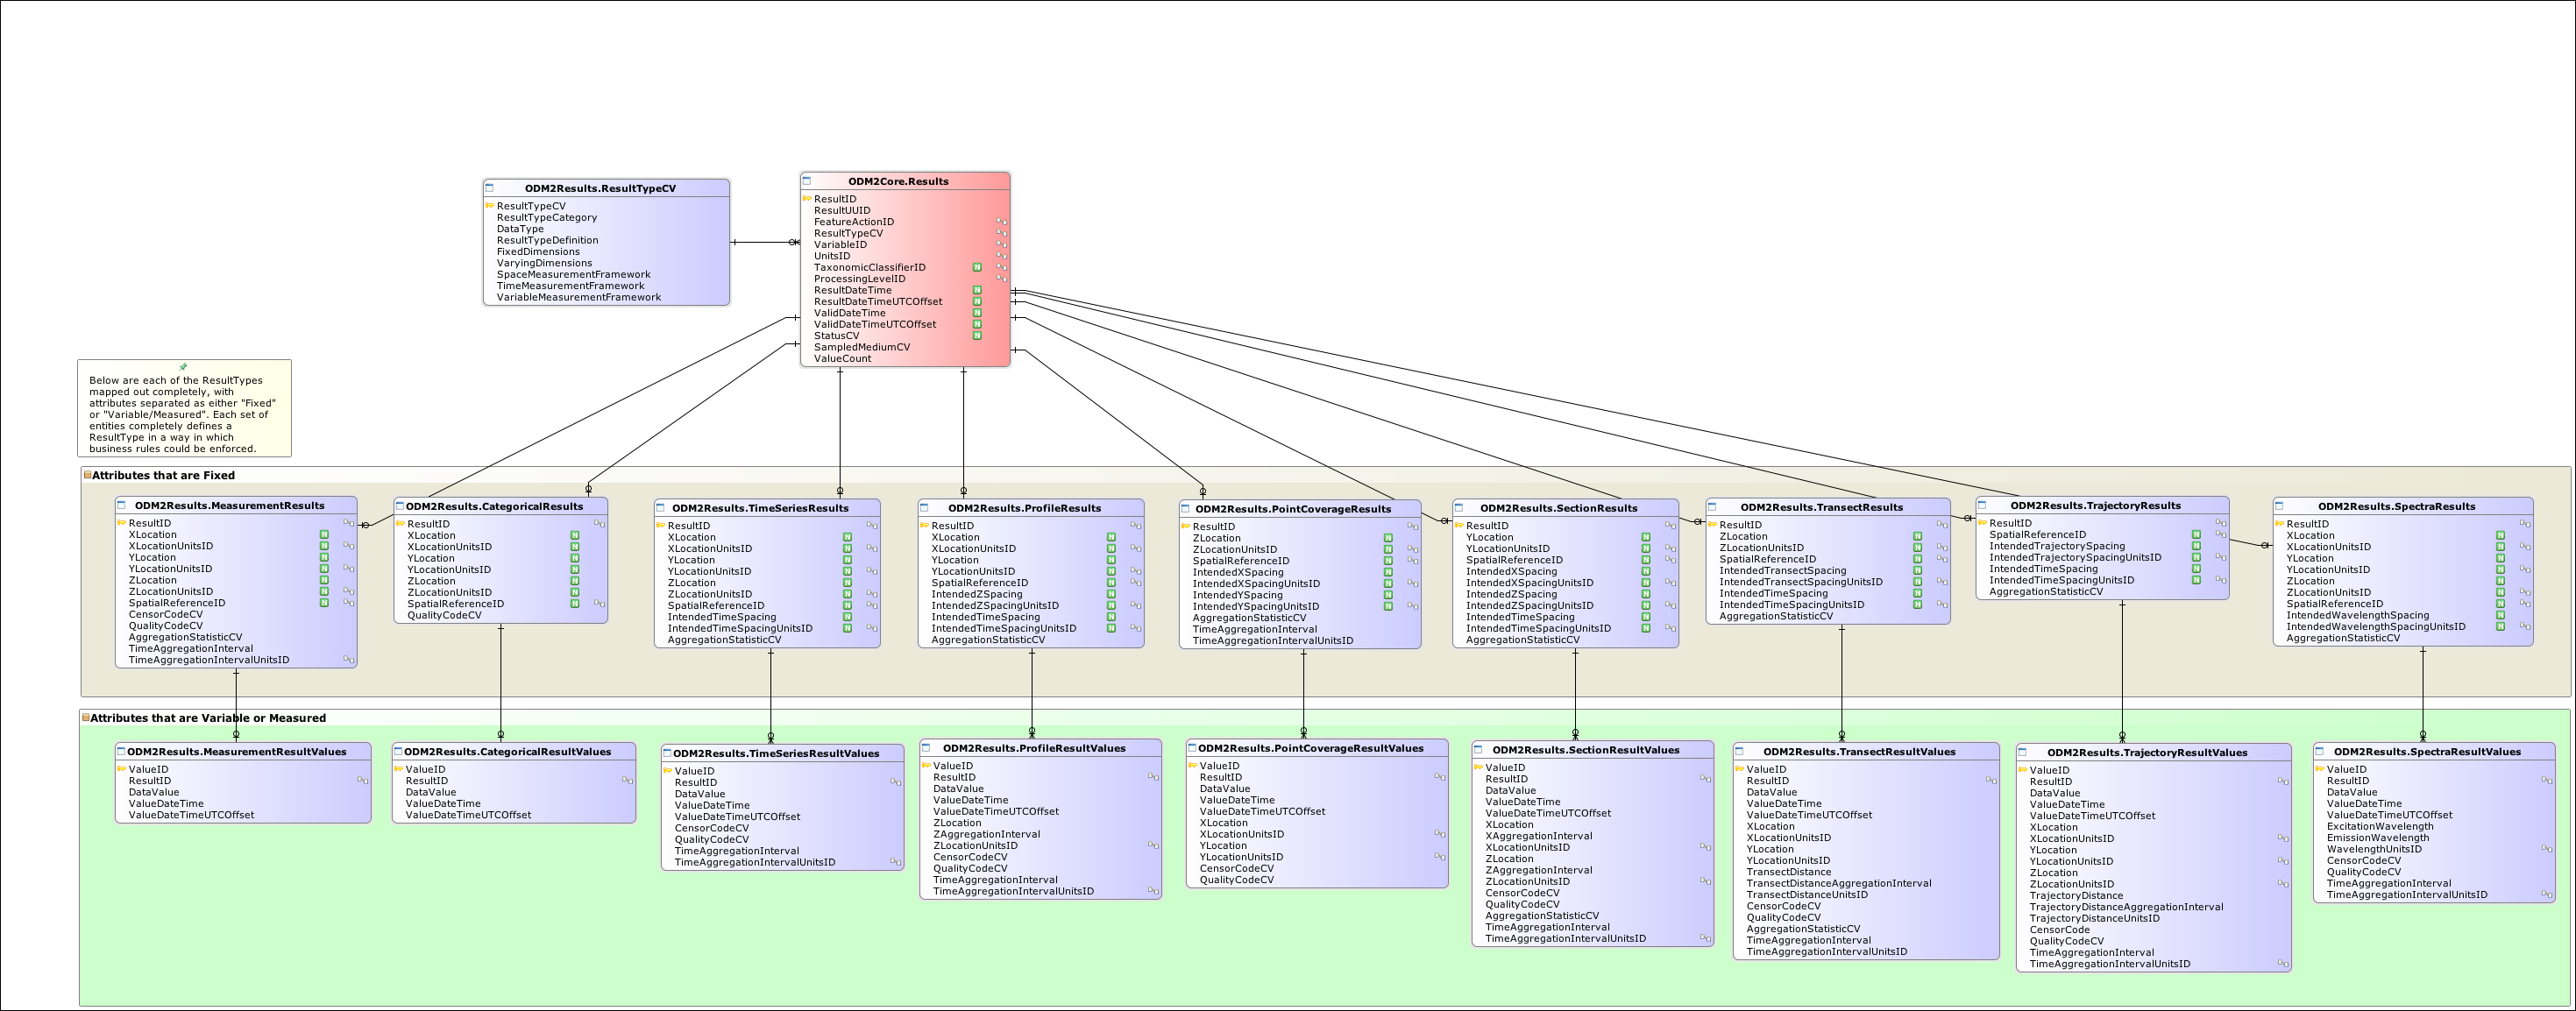 ODM2Results.ResultTypeCV
ResultTypeCV
ResultTypeCategory
DataType
ResultTypeDefinition
FixedDimensions
VaryingDimensions
SpaceMeasurementFramework
TimeMeasurementFramework
VariableMeasurementFramework
ODM2Core.Results
ResultID
ResultUUID
FeatureActionID
ResultTypeCV
VariableID
UnitsID
TaxonomicClassifierID N
ProcessingLevelID
ResultDateTime N
ResultDateTimeUTCOffset N
ValidDateTime N
ValidDateTimeUTCOffset N
StatusCV N
SampledMediumCV
ValueCount
Below are each of the ResultTypes
mapped out completely, with
attributes separated as either "Fixed"
or "Variable/Measured". Each set of
entities completely defines a
ResultType in a way in which
business rules could be enforced.
Attributes that are Fixed
ODM2Results.MeasurementResults
ResultID
XLocation N
XLocationUnitsID N
YLocation N
YLocationUnitsID N
ZLocation N
ZLocationUnitsID N
SpatialReferenceID N
CensorCodeCV
QualityCodeCV
AggregationStatisticCV
TimeAggregationInterval
TimeAggregationIntervalUnitsID
ODM2Results.CategoricalResults
ResultID
XLocation N
XLocationUnitsID N
YLocation N
YLocationUnitsID N
ZLocation N
ZLocationUnitsID N
SpatialReferenceID N
QualityCodeCV
ODM2Results.TimeSeriesResults
ResultID
XLocation N
XLocationUnitsID N
YLocation N
YLocationUnitsID N
ZLocation N
ZLocationUnitsID N
SpatialReferenceID N
IntendedTimeSpacing N
IntendedTimeSpacingUnitsID N
AggregationStatisticCV
ODM2Results.ProfileResults
ResultID
XLocation N
XLocationUnitsID N
YLocation N
YLocationUnitsID N
SpatialReferenceID N
IntendedZSpacing N
IntendedZSpacingUnitsID N
IntendedTimeSpacing N
IntendedTimeSpacingUnitsID N
AggregationStatisticCV
ODM2Results.PointCoverageResults
ResultID
ZLocation N
ZLocationUnitsID N
SpatialReferenceID N
IntendedXSpacing N
IntendedXSpacingUnitsID N
IntendedYSpacing N
IntendedYSpacingUnitsID N
AggregationStatisticCV
TimeAggregationInterval
TimeAggregationIntervalUnitsID
ODM2Results.SectionResults
ResultID
YLocation N
YLocationUnitsID N
SpatialReferenceID N
IntendedXSpacing N
IntendedXSpacingUnitsID N
IntendedZSpacing N
IntendedZSpacingUnitsID N
IntendedTimeSpacing N
IntendedTimeSpacingUnitsID N
AggregationStatisticCV
ODM2Results.TransectResults
ResultID
ZLocation N
ZLocationUnitsID N
SpatialReferenceID N
IntendedTransectSpacing N
IntendedTransectSpacingUnitsID N
IntendedTimeSpacing N
IntendedTimeSpacingUnitsID N
AggregationStatisticCV
ODM2Results.TrajectoryResults
ResultID
SpatialReferenceID N
IntendedTrajectorySpacing N
IntendedTrajectorySpacingUnitsID N
IntendedTimeSpacing N
IntendedTimeSpacingUnitsID N
AggregationStatisticCV
ODM2Results.SpectraResults
ResultID
XLocation N
XLocationUnitsID N
YLocation N
YLocationUnitsID N
ZLocation N
ZLocationUnitsID N
SpatialReferenceID N
IntendedWavelengthSpacing N
IntendedWavelengthSpacingUnitsID N
AggregationStatisticCV
Attributes that are Variable or Measured
ODM2Results.MeasurementResultValues
ValueID
ResultID
DataValue
ValueDateTime
ValueDateTimeUTCOffset
ODM2Results.CategoricalResultValues
ValueID
ResultID
DataValue
ValueDateTime
ValueDateTimeUTCOffset
ODM2Results.TimeSeriesResultValues
ValueID
ResultID
DataValue
ValueDateTime
ValueDateTimeUTCOffset
CensorCodeCV
QualityCodeCV
TimeAggregationInterval
TimeAggregationIntervalUnitsID
ODM2Results.ProfileResultValues
ValueID
ResultID
DataValue
ValueDateTime
ValueDateTimeUTCOffset
ZLocation
ZAggregationInterval
ZLocationUnitsID
CensorCodeCV
QualityCodeCV
TimeAggregationInterval
TimeAggregationIntervalUnitsID
ODM2Results.PointCoverageResultValues
ValueID
ResultID
DataValue
ValueDateTime
ValueDateTimeUTCOffset
XLocation
XLocationUnitsID
YLocation
YLocationUnitsID
CensorCodeCV
QualityCodeCV
ODM2Results.SectionResultValues
ValueID
ResultID
DataValue
ValueDateTime
ValueDateTimeUTCOffset
XLocation
XAggregationInterval
XLocationUnitsID
ZLocation
ZAggregationInterval
ZLocationUnitsID
CensorCodeCV
QualityCodeCV
AggregationStatisticCV
TimeAggregationInterval
TimeAggregationIntervalUnitsID
ODM2Results.TransectResultValues
ValueID
ResultID
DataValue
ValueDateTime
ValueDateTimeUTCOffset
XLocation
XLocationUnitsID
YLocation
YLocationUnitsID
TransectDistance
TransectDistanceAggregationInterval
TransectDistanceUnitsID
CensorCodeCV
QualityCodeCV
AggregationStatisticCV
TimeAggregationInterval
TimeAggregationIntervalUnitsID
ODM2Results.TrajectoryResultValues
ValueID
ResultID
DataValue
ValueDateTime
ValueDateTimeUTCOffset
XLocation
XLocationUnitsID
YLocation
YLocationUnitsID
ZLocation
ZLocationUnitsID
TrajectoryDistance
TrajectoryDistanceAggregationInterval
TrajectoryDistanceUnitsID
CensorCode
QualityCodeCV
TimeAggregationInterval
TimeAggregationIntervalUnitsID
ODM2Results.SpectraResultValues
ValueID
ResultID
DataValue
ValueDateTime
ValueDateTimeUTCOffset
ExcitationWavelength
EmissionWavelength
WavelengthUnitsID
CensorCodeCV
QualityCodeCV
TimeAggregationInterval
TimeAggregationIntervalUnitsID